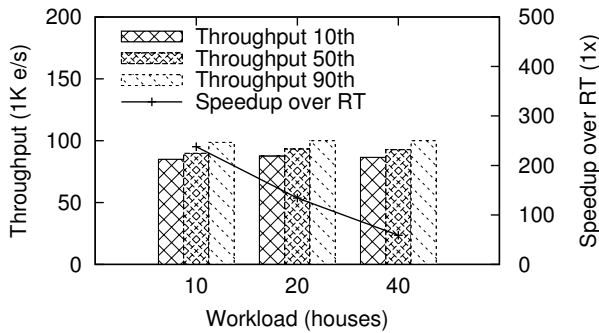 200
150
100
50
0
Throughput (1K e/s)
Throughput 10th
Throughput 50th
Throughput 90th
Speedup over RT
500
400
300
200
100
0
Speedup over RT (1x)
10 20 40
Workload (houses)